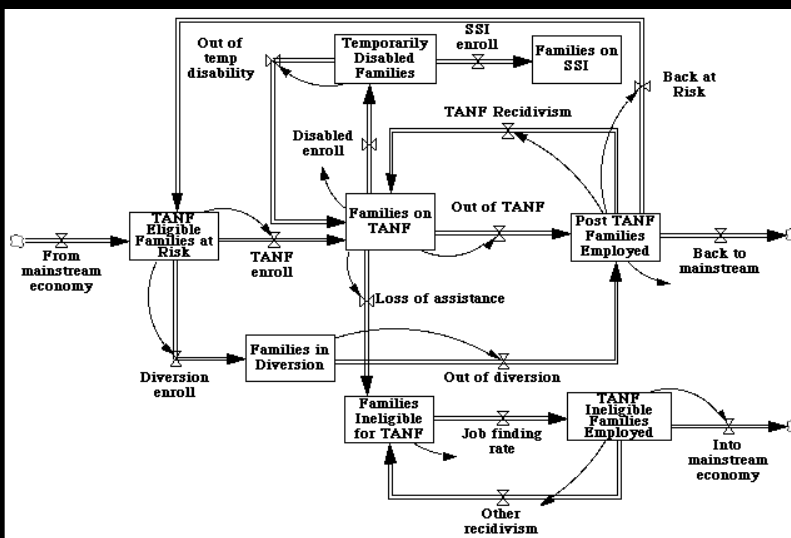 Out of
temp
disability
Temporarily
Disabled
Families
SSI
enroll
Families on
SSI
Back at
Risk
TANF Recidivism
Disabled
enroll
TANF
Eligible
Families at
Risk
Families on
TANF
Out of TANF
Post TANF
Families
Employed
From
mainstream
economy
TANF
enroll
Back to
mainstream
Loss of assistance
Families in
Diversion
Diversion
enroll
Out of diversion
Families
Ineligible
for TANF
Job finding
rate
TANF
Ineligible
Families
Employed
Into
mainstream
economy
Other
recidivism